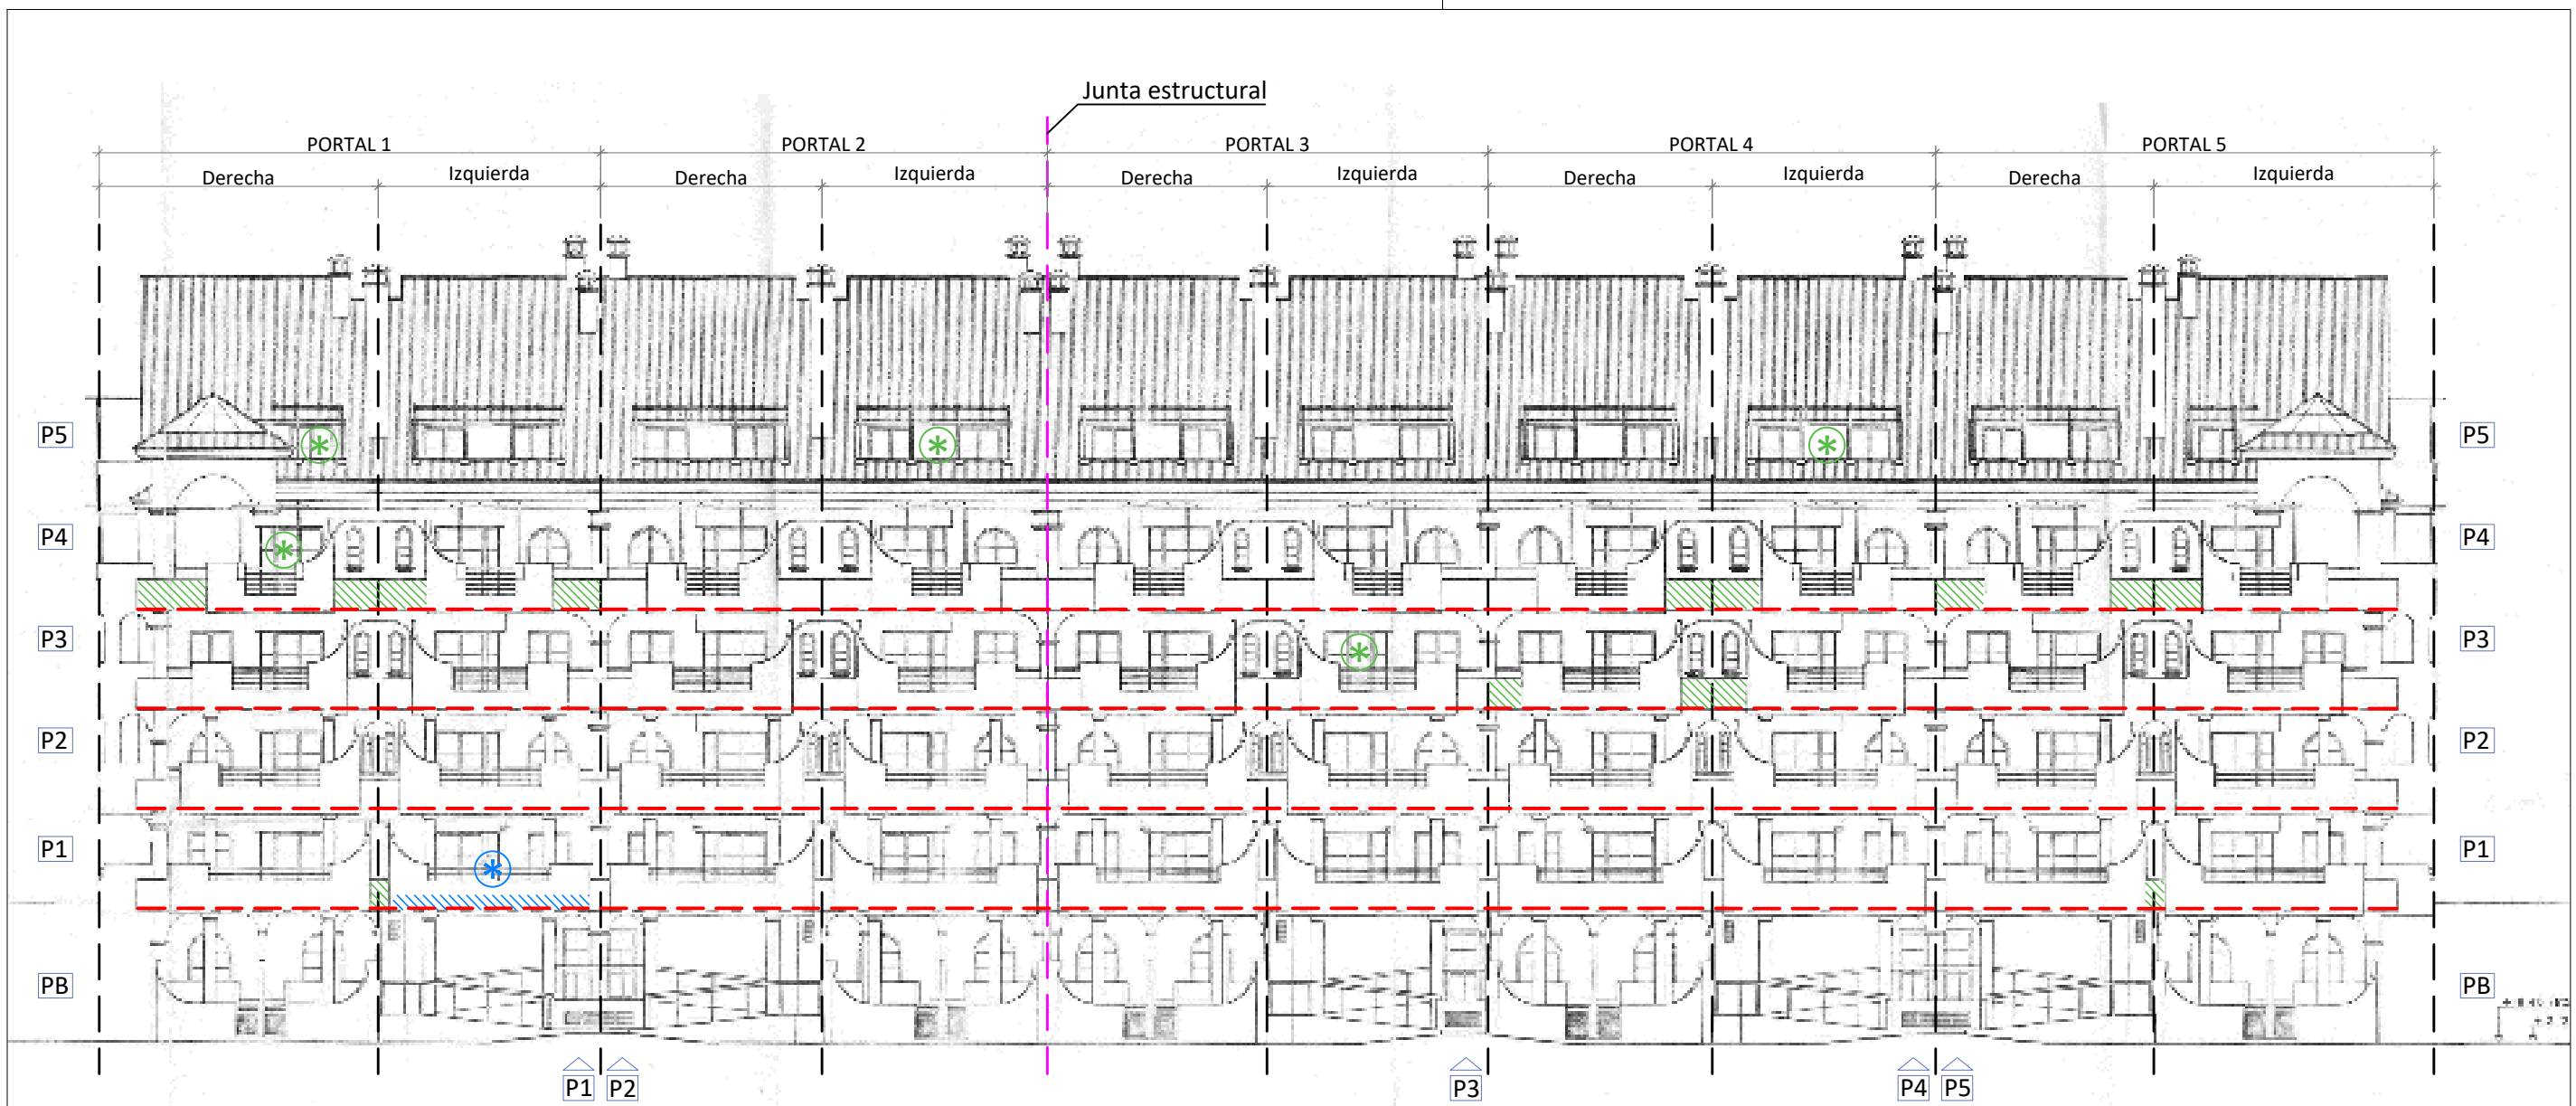 Junta estructural
PORTAL 1 PORTAL 2 PORTAL 3 PORTAL 4 PORTAL 5
Derecha Izquierda Derecha Izquierda Derecha Izquierda Derecha Izquierda Derecha Izquierda
P5 P5
P4 P4
P3 P3
P2 P2
P1 P1
PB PB
P1 P2 P3 P4 P5